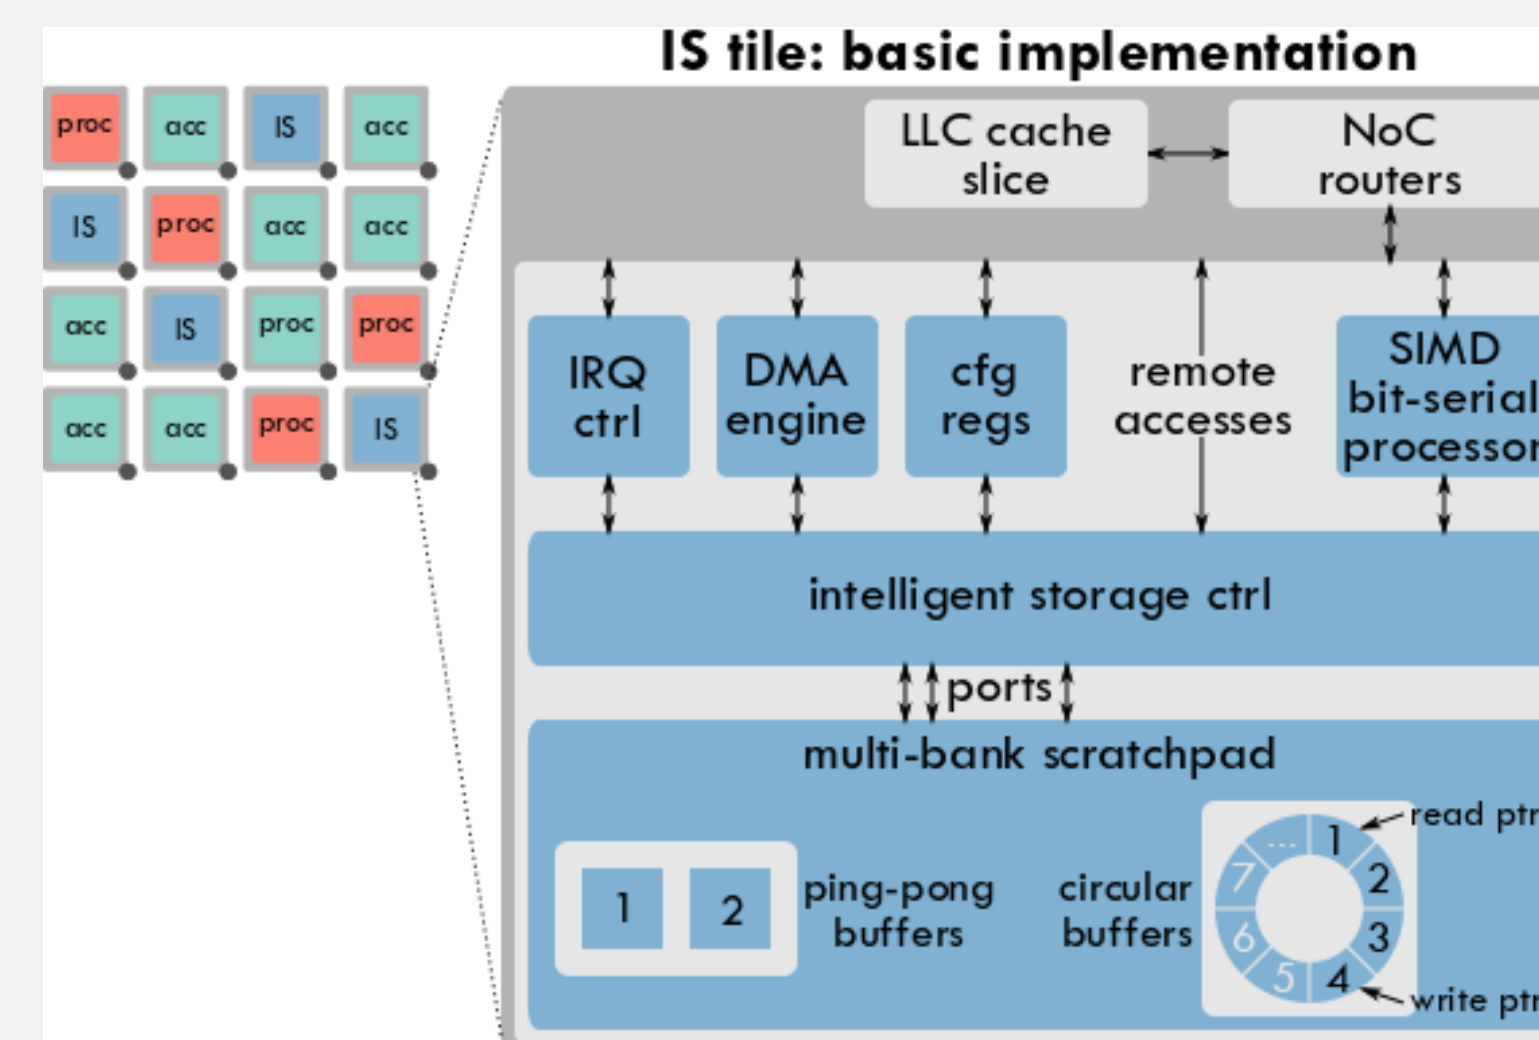 IS tile: basic implementation
proc acc IS acc
IS proc acc acc
acc IS proc proc
acc acc proc IS
LLC cache
slice
NoC
routers
IRQ
ctrl
DMA
engine
cfg
regs
remote
accesses
SIMD
bit-serial
processor
intelligent storage ctrl
ports
multi-bank scratchpad
1 2
ping-pong
buffers
circular
buffers
... 1
7 2
6 3
5 4
read ptr
write ptr